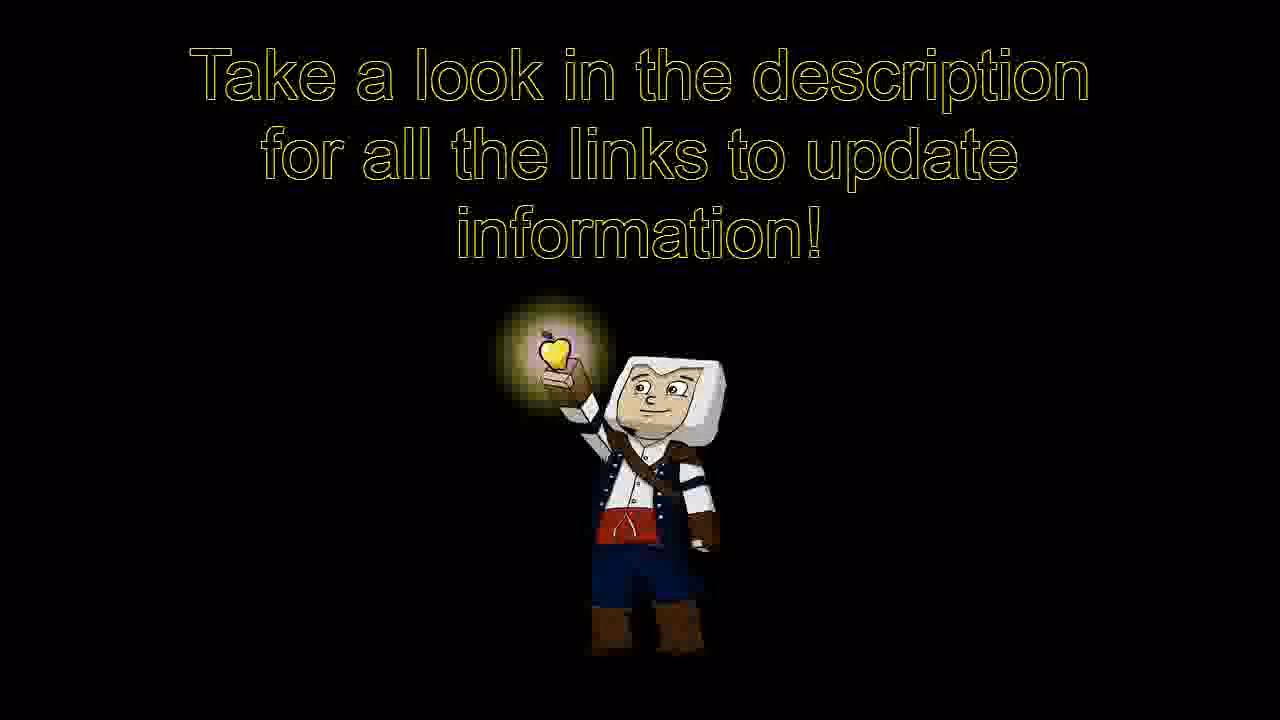 Take a look in the description
for all the links to update
information!